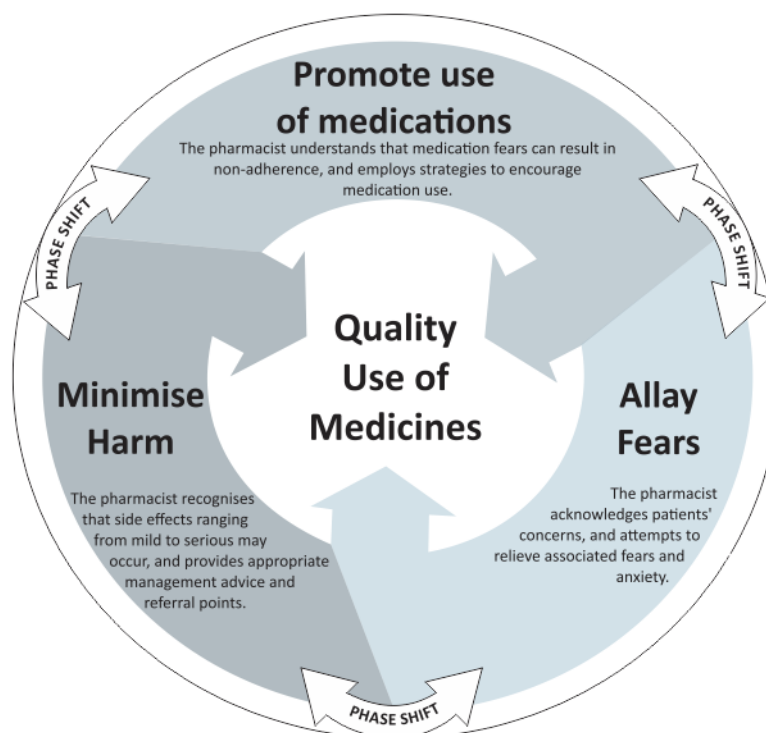 Promote use
of medications
The pharmacist understands that medication fears can result in
non-adherence, and employs strategies to encourage
medication use.
PHASE SHIFT
PHASE SHIFT
Quality
Use of
Medicines
Minimise
Harm
The pharmacist recognises
that side effects ranging
from mild to serious may
occur, and provides appropriate
management advice and
referral points.
Allay
Fears
The pharmacist
acknowledges patients'
concerns, and attempts to
relieve associated fears and
anxiety.
PHASE SHIFT